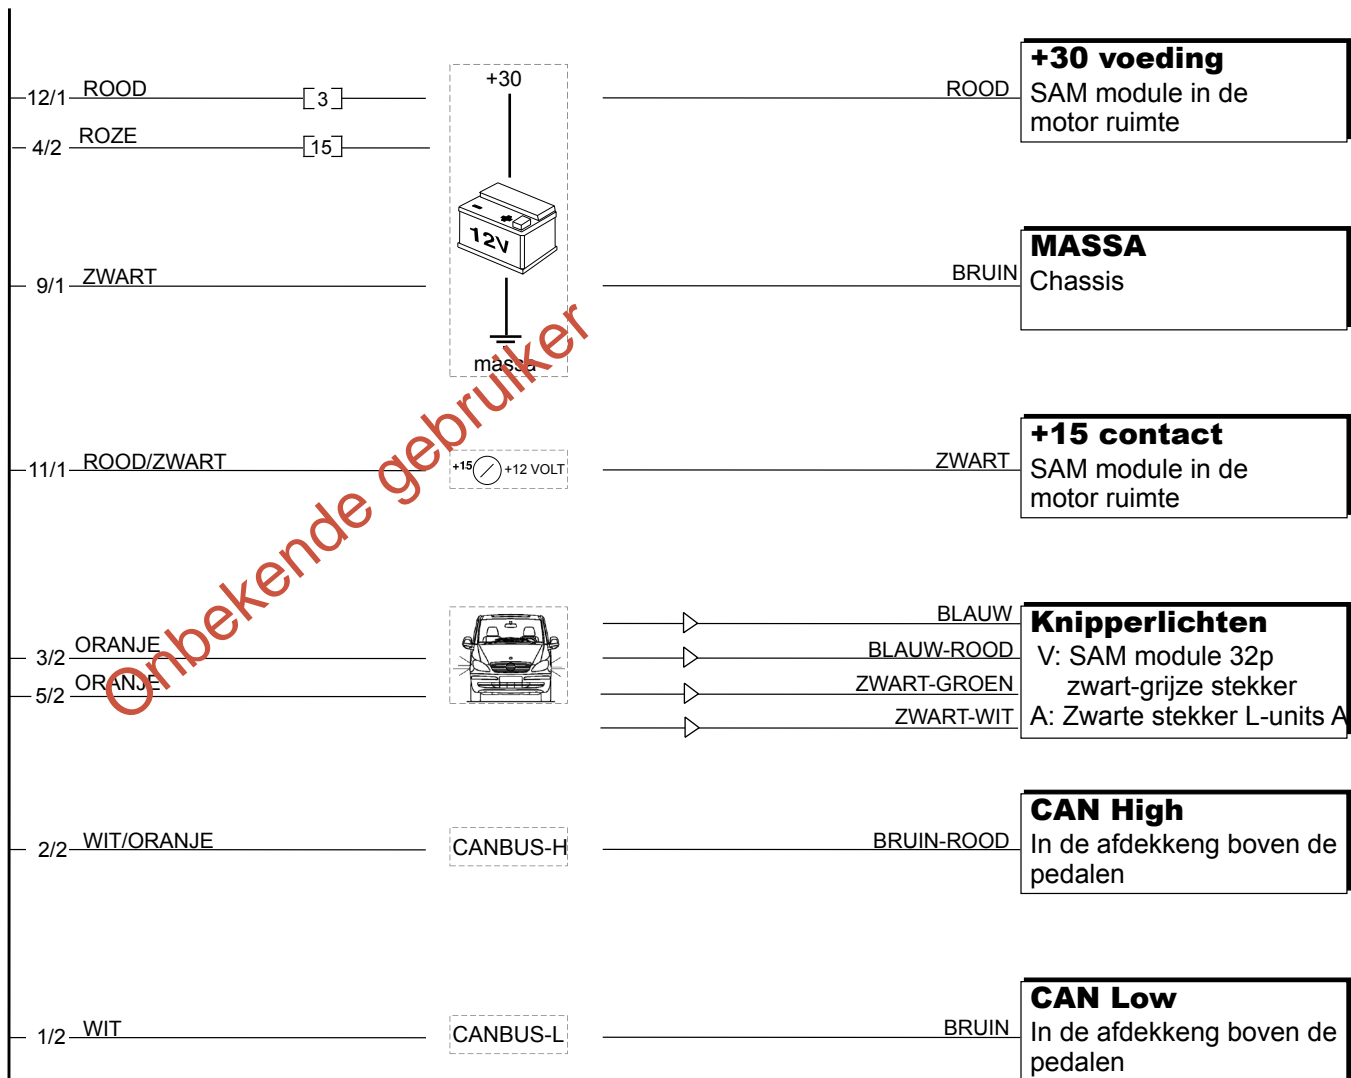 12/1 ROOD 3 +30 ROOD +30 voeding
SAM module in de
motor ruimte
4/2 ROZE 15
12V
9/1 ZWART BRUIN MASSA
Chassis
massa
11/1 ROOD/ZWART +15 +12 VOLT ZWART +15 contact
SAM module in de
motor ruimte
Onbekende gebruiker
BLAUW Knipperlichten
3/2 ORANJE BLAUW-ROOD V: SAM module 32p
5/2 ORANJE ZWART-GROEN zwart-grijze stekker
ZWART-WIT A: Zwarte stekker L-units A
2/2 WIT/ORANJE CANBUS-H BRUIN-ROOD CAN High
In de afdekkeng boven de
pedalen
1/2 WIT CANBUS-L BRUIN CAN Low
In de afdekkeng boven de
pedalen